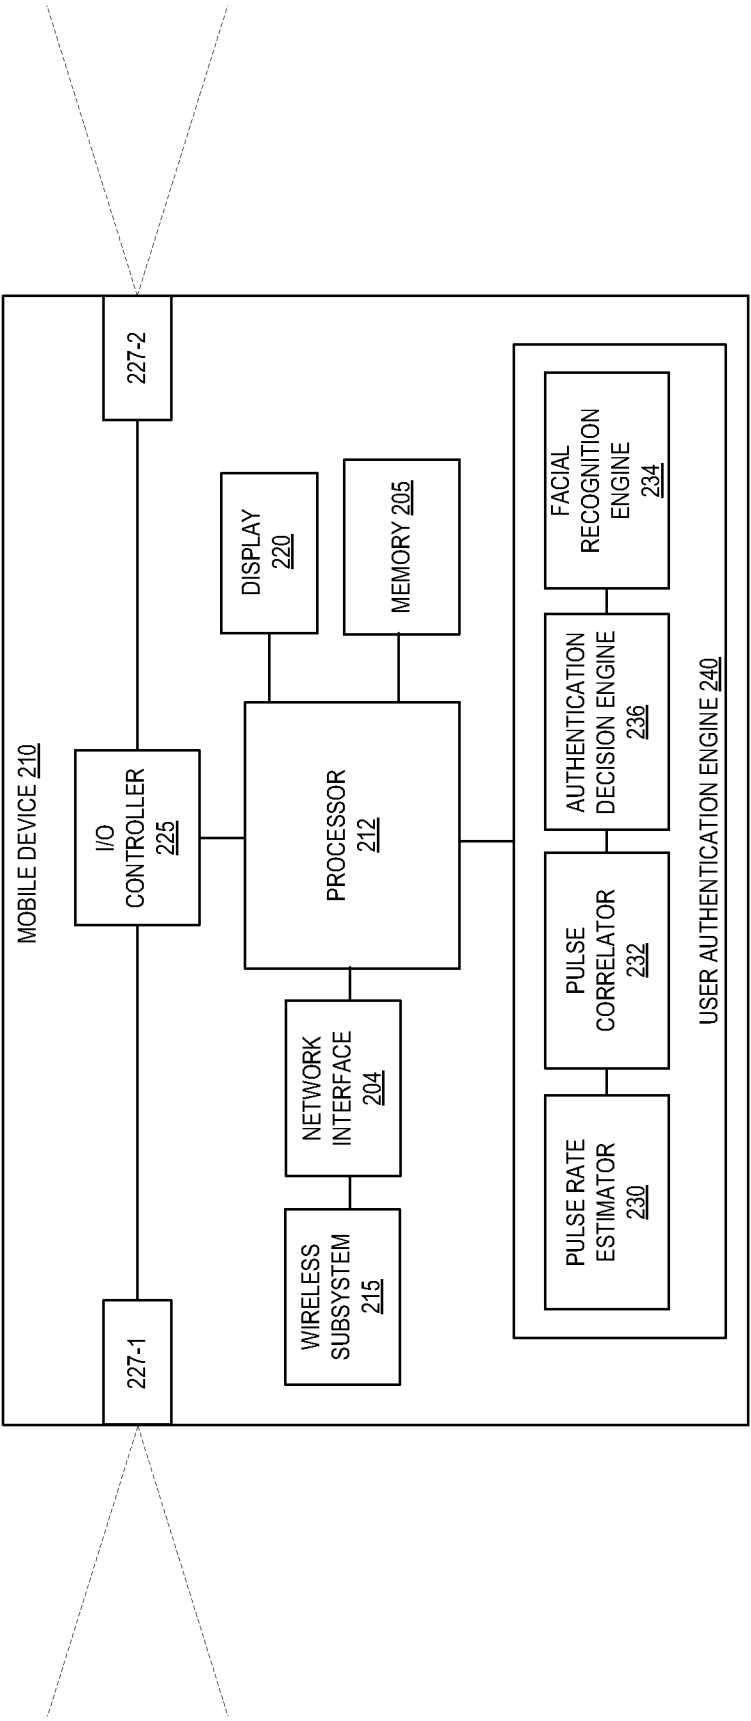 MOBILE DEVICE 210
227-1
I/O
CONTROLLER
225
227-2
WIRELESS
SUBSYSTEM
215
NETWORK
INTERFACE
204
PROCESSOR
212
DISPLAY
220
MEMORY 205
PULSE RATE
ESTIMATOR
230
PULSE
CORRELATOR
232
AUTHENTICATION
DECISION ENGINE
236
FACIAL
RECOGNITION
ENGINE
234
USER AUTHENTICATION ENGINE 240